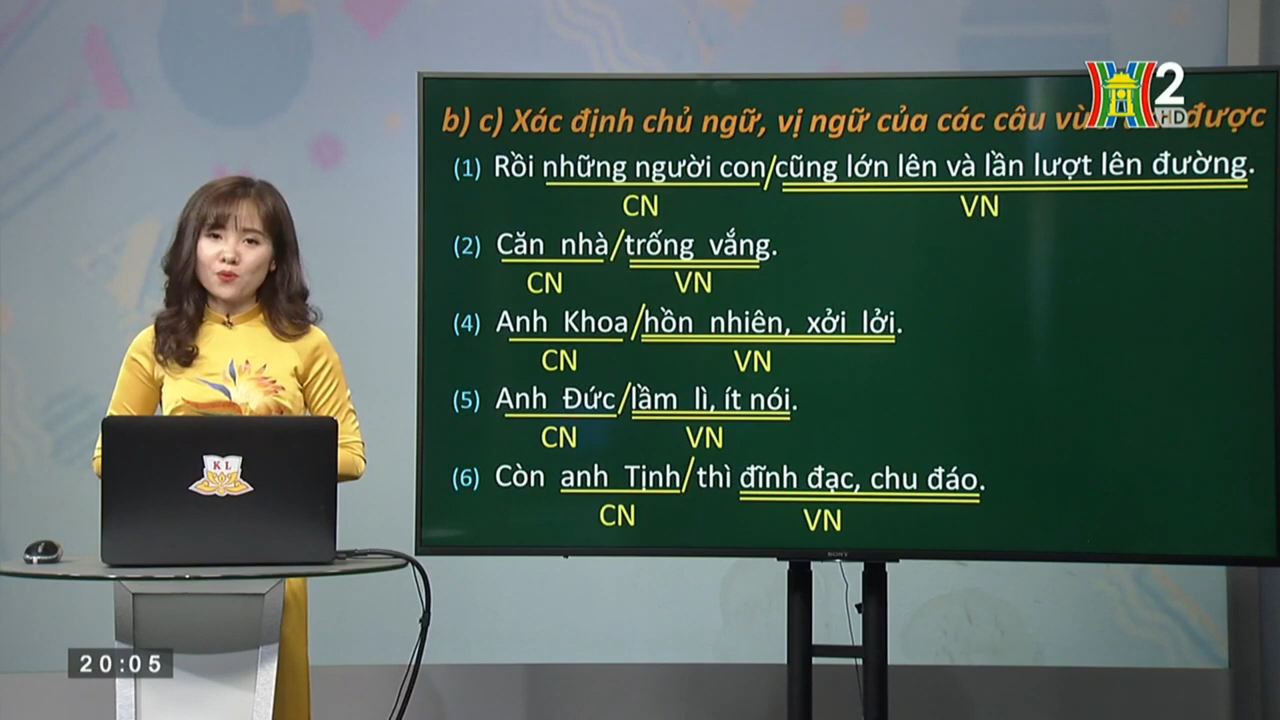 2
HD
b) c) Xác định chủ ngữ, vị ngữ của các câu được
(1) Rồi những người con/cũng lớn lên và lần lượt lên đường.
CN VN
(2) Căn nhà/trống vắng.
CN VN
(4) Anh Khoa/hồn nhiên, xởi lởi.
CN VN
(5) Anh Đức/lầm lì, ít nói.
CN VN
(6) Còn anh Tịnh/thì đĩnh đạc, chu đáo.
CN VN
K L
SONY
20:05